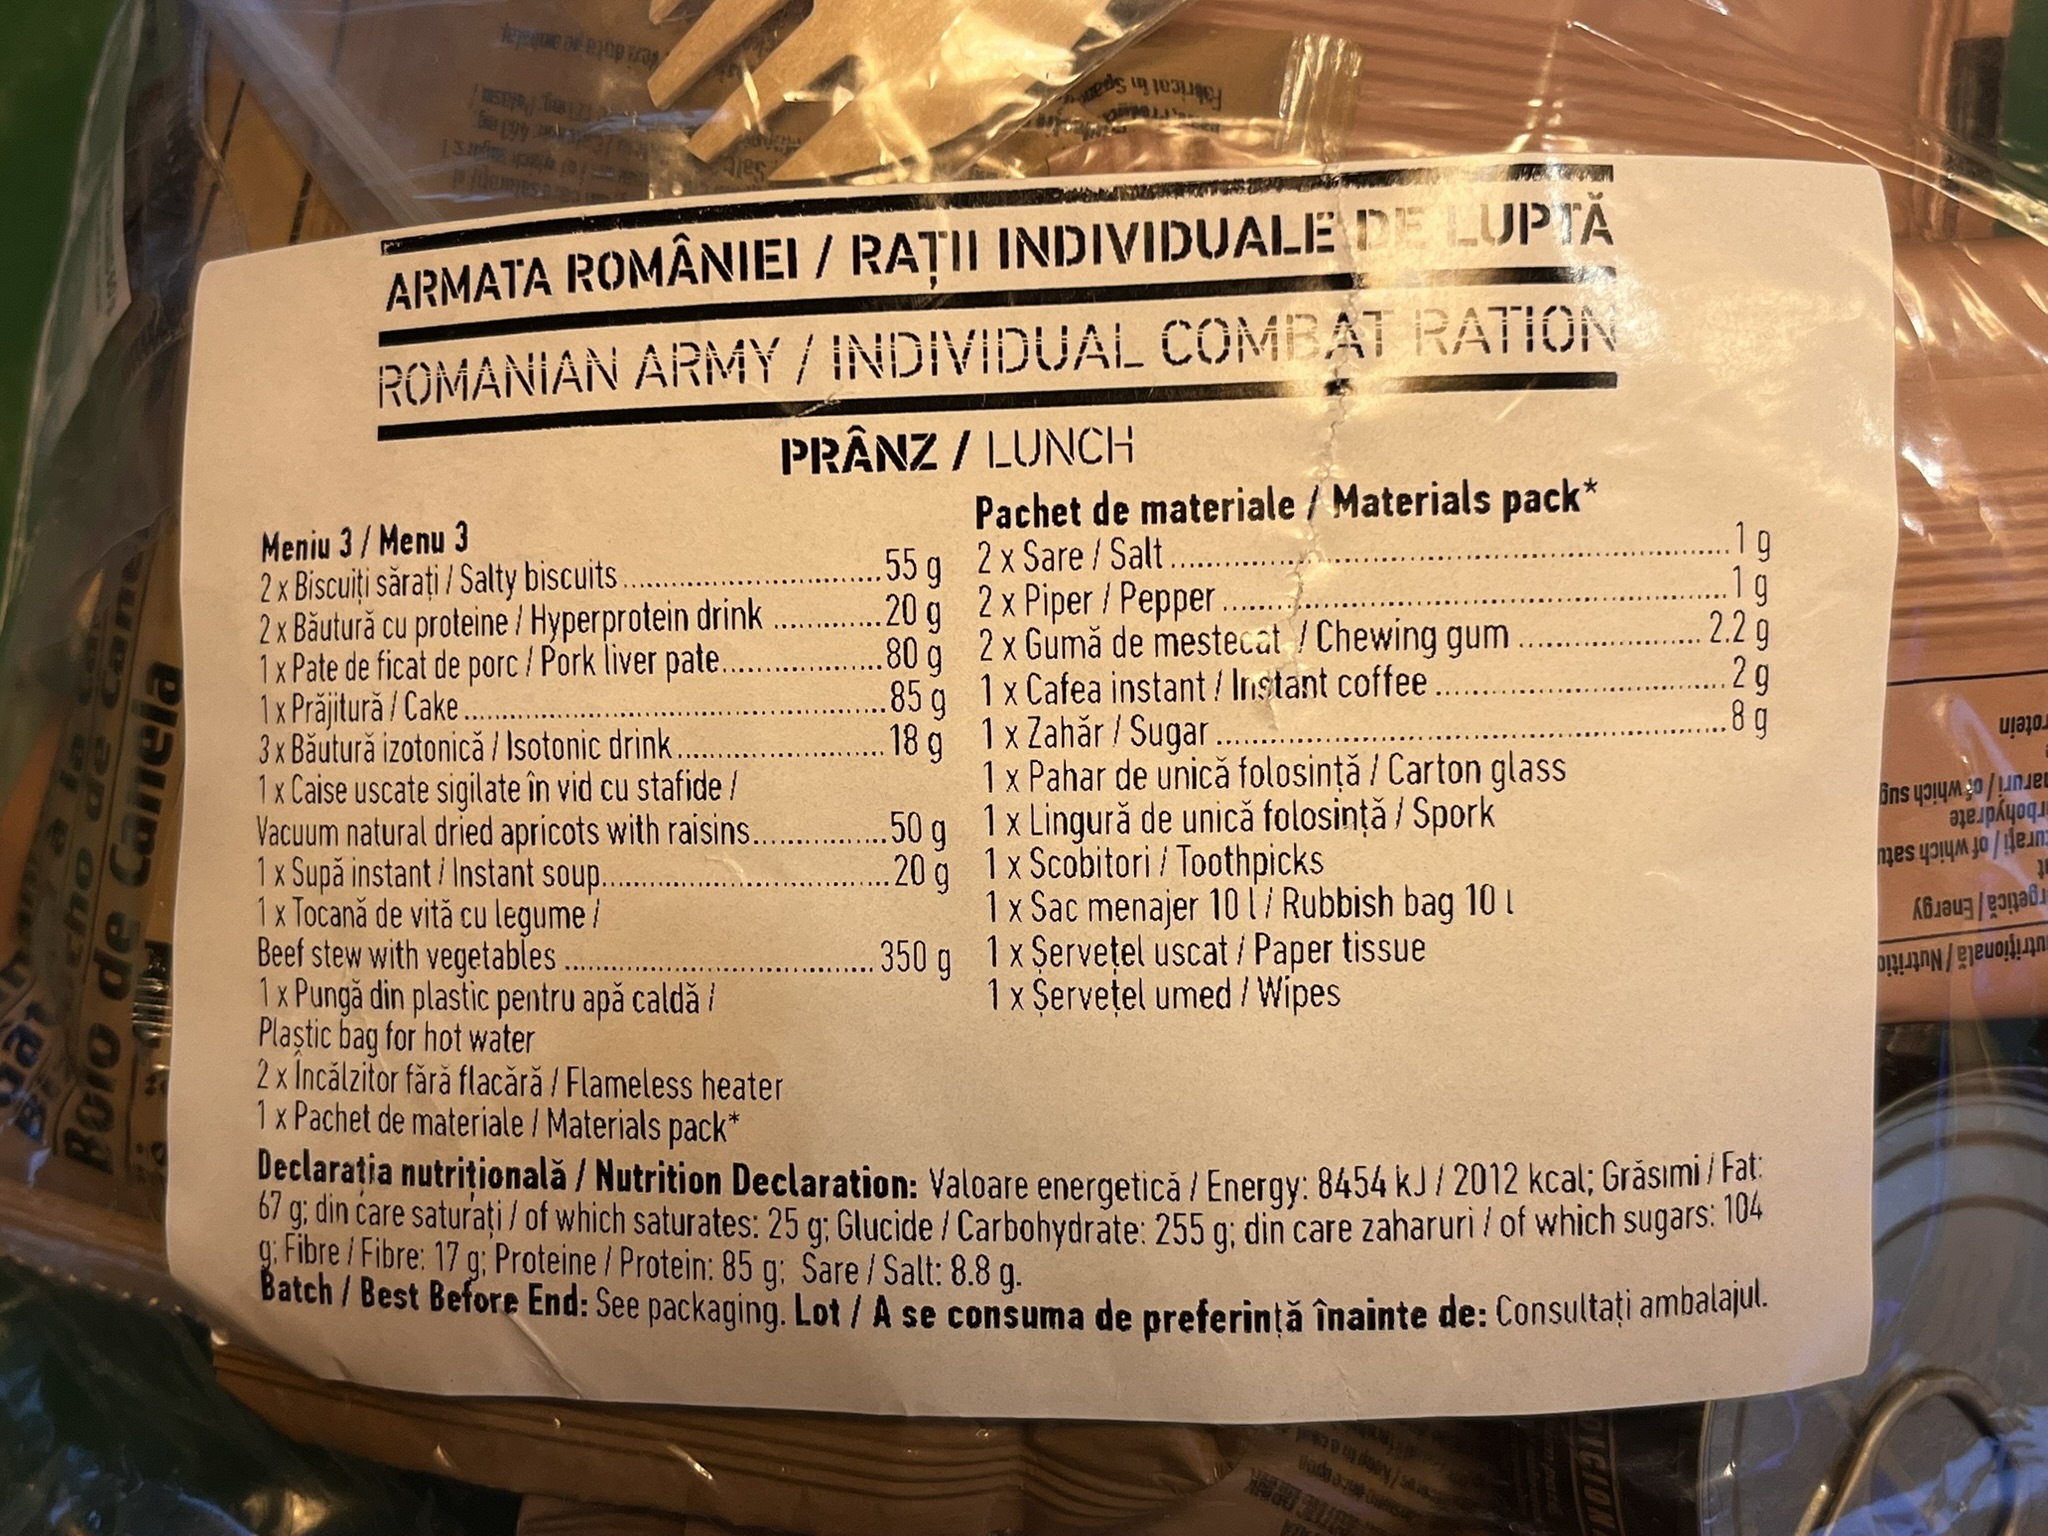 ARMATA ROMÂNIEI / RAȚII INDIVIDUALE DE LUPTĂ
ROMANIAN ARMY / INDIVIDUAL COMBAT RATION
PRÂNZ / LUNCH
Meniu 3 / Menu 3
2 x Biscuiți sărați / Salty biscuits .......... 55 g
2 x Băutură cu proteine / Hyperprotein drink .......... 20 g
1 x Pate de ficat de porc / Pork liver pate .......... 80 g
1 x Prăjitură / Cake .......... 85 g
3 x Băutură izotonică / Isotonic drink .......... 18 g
1 x Caise uscate sigilate în vid cu stafide /
Vacuum natural dried apricots with raisins .......... 50 g
1 x Supă instant / Instant soup .......... 20 g
1 x Tocană de vită cu legume /
Beef stew with vegetables .......... 350 g
1 x Pungă din plastic pentru apă caldă /
Plastic bag for hot water
2 x Încălzitor fără flacără / Flameless heater
1 x Pachet de materiale / Materials pack*
Pachet de materiale / Materials pack*
2 x Sare / Salt .......... 1 g
2 x Piper / Pepper .......... 1 g
2 x Gumă de mestecat / Chewing gum .......... 2.2 g
1 x Cafea instant / Instant coffee .......... 2 g
1 x Zahăr / Sugar .......... 8 g
1 x Pahar de unică folosință / Carton glass
1 x Lingură de unică folosință / Spork
1 x Scobitori / Toothpicks
1 x Sac menajer 10 l / Rubbish bag 10 l
1 x Șervețel uscat / Paper tissue
1 x Șervețel umed / Wipes
Declarația nutrițională / Nutrition Declaration: Valoare energetică / Energy: 8454 kJ / 2012 kcal; Grăsimi / Fat:
67 g; din care saturați / of which saturates: 25 g; Glucide / Carbohydrate: 255 g; din care zaharuri / of which sugars: 104
g; Fibre / Fibre: 17 g; Proteine / Protein: 85 g; Sare / Salt: 8.8 g.
Batch / Best Before End: See packaging. Lot / A se consuma de preferință înainte de: Consultați ambalajul.
Bollo de Canela
Fabricat în
Energy
of which sug